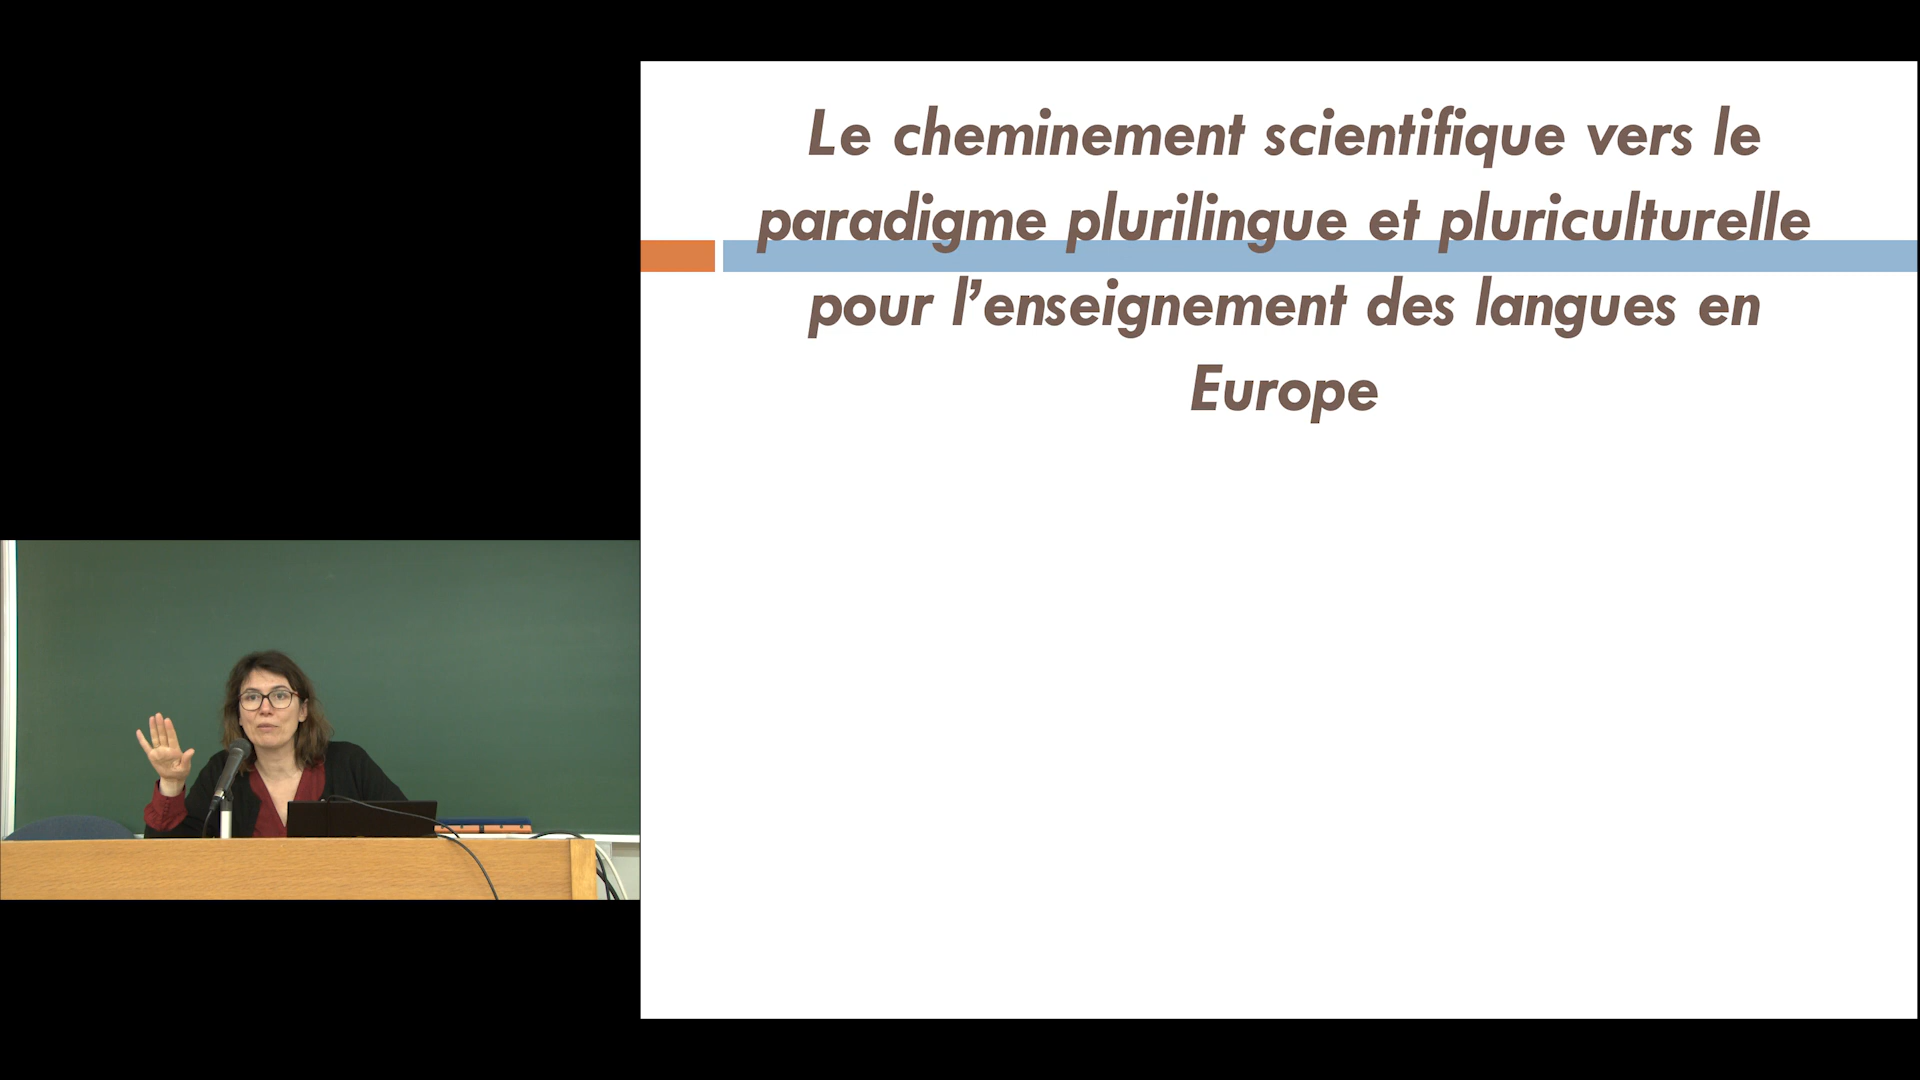 Le cheminement scientifique vers le
paradigme plurilingue et pluriculturelle
pour l’enseignement des langues en
Europe